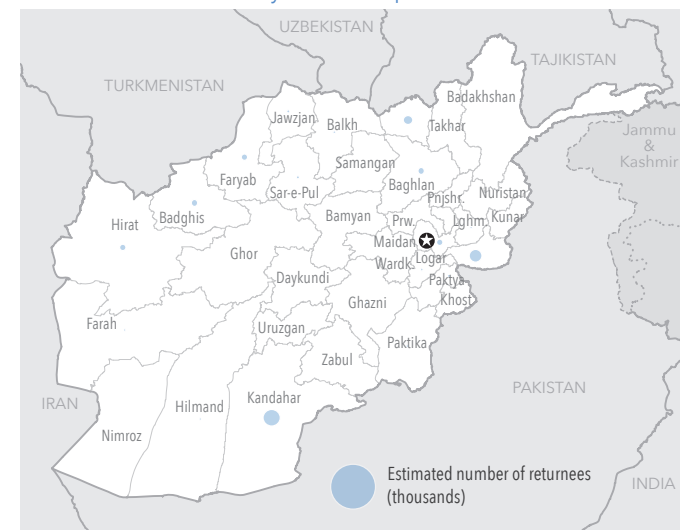 UZBEKISTAN
TAJIKISTAN
TURKMENISTAN
Badakhshan
Jawzjan
Balkh
Takhar
Jammu
&
Kashmir
Samangan
Faryab
Baghlan
Sar-e-Pul
Nuristan
Pnjshr.
Badghis
Bamyan
Prw.
Lghm.
Kunar
Hirat
Maidan
Ghor
Wardk.
Logar
Daykundi
Paktya
Khost
Ghazni
Farah
Uruzgan
Paktika
Zabul
PAKISTAN
Kandahar
IRAN
Hilmand
Nimroz
Estimated number of returnees
(thousands)
INDIA